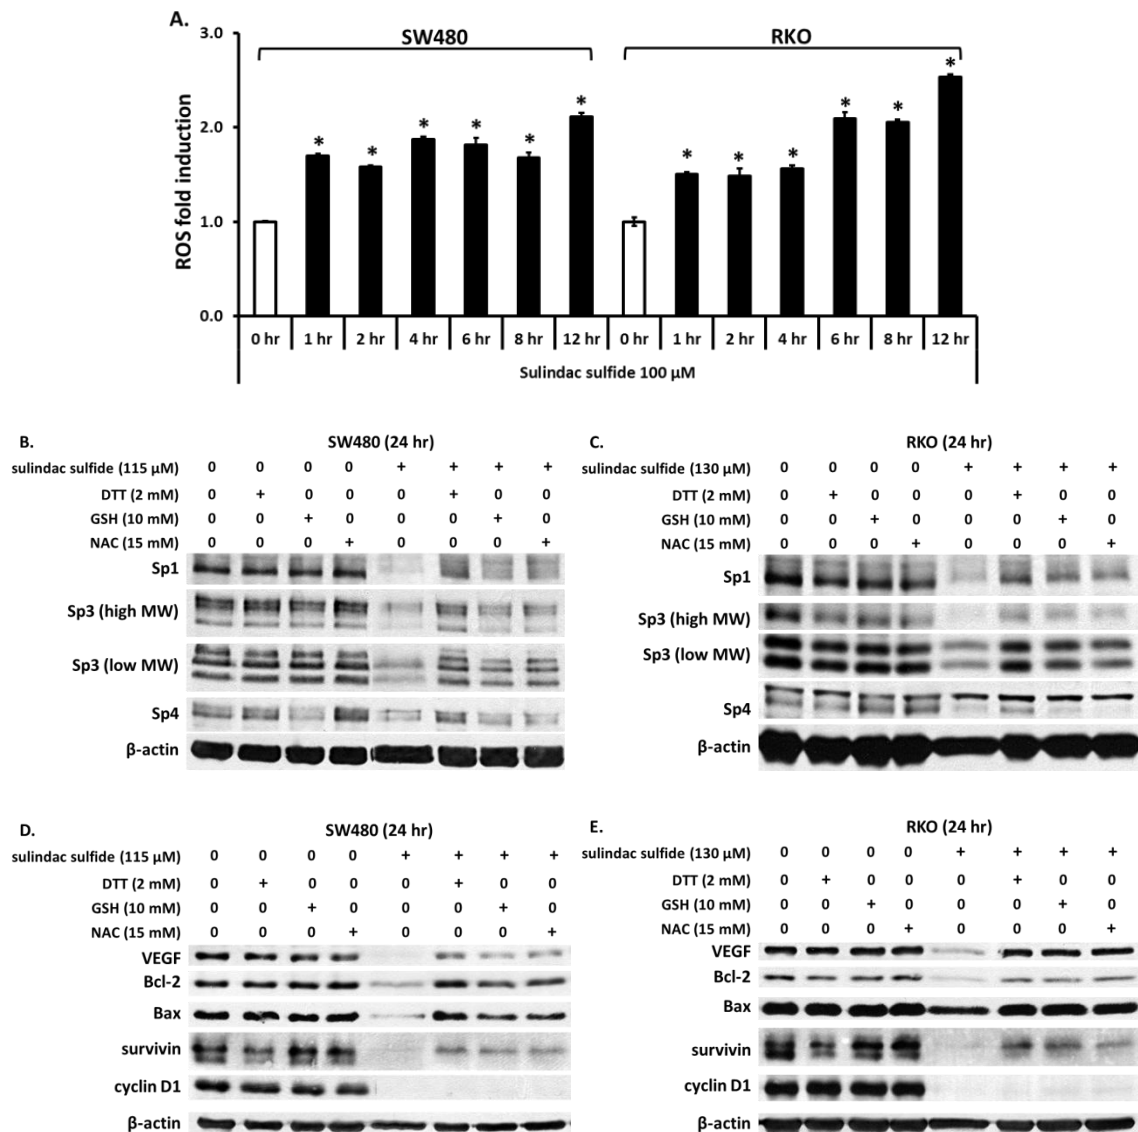 A.
3.0
SW480 RKO
2.0
1.0
0.0
ROS fold induction
* * * * * * * * * * * *
0 hr 1 hr 2 hr 4 hr 6 hr 8 hr 12 hr 0 hr 1 hr 2 hr 4 hr 6 hr 8 hr 12 hr
Sulindac sulfide 100 µM
B.
SW480 (24 hr)
sulindac sulfide (115 µM) 0 0 0 0 + + + +
DTT (2 mM) 0 + 0 0 0 + 0 0
GSH (10 mM) 0 0 + 0 0 0 + 0
NAC (15 mM) 0 0 0 + 0 0 0 +
Sp1
Sp3 (high MW)
Sp3 (low MW)
Sp4
β-actin
C.
RKO (24 hr)
sulindac sulfide (130 µM) 0 0 0 0 + + + +
DTT (2 mM) 0 + 0 0 0 + 0 0
GSH (10 mM) 0 0 + 0 0 0 + 0
NAC (15 mM) 0 0 0 + 0 0 0 +
Sp1
Sp3 (high MW)
Sp3 (low MW)
Sp4
β-actin
D.
SW480 (24 hr)
sulindac sulfide (115 µM) 0 0 0 0 + + + +
DTT (2 mM) 0 + 0 0 0 + 0 0
GSH (10 mM) 0 0 + 0 0 0 + 0
NAC (15 mM) 0 0 0 + 0 0 0 +
VEGF
Bcl-2
Bax
survivin
cyclin D1
β-actin
E.
RKO (24 hr)
sulindac sulfide (130 µM) 0 0 0 0 + + + +
DTT (2 mM) 0 + 0 0 0 + 0 0
GSH (10 mM) 0 0 + 0 0 0 + 0
NAC (15 mM) 0 0 0 + 0 0 0 +
VEGF
Bcl-2
Bax
survivin
cyclin D1
β-actin